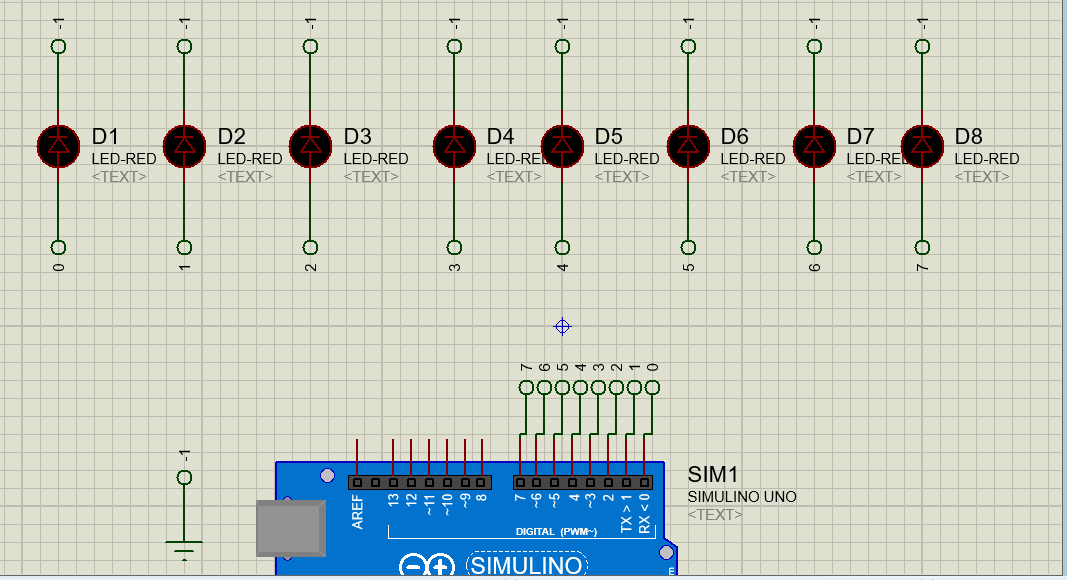 -1 -1 -1 -1 -1 -1 -1 -1
D1 D2 D3 D4 D5 D6 D7 D8
LED-RED LED-RED LED-RED LED-RED LED-RED LED-RED LED-RED LED-RED
<TEXT> <TEXT> <TEXT> <TEXT> <TEXT> <TEXT> <TEXT> <TEXT>
0 1 2 3 4 5 6 7
7 6 5 4 3 2 1 0
-1
SIM1
SIMULINO UNO
<TEXT>
AREF 13 12 ~11 ~10 ~9 8 7 ~6 ~5 4 ~3 2 TX > 1 RX < 0
DIGITAL (PWM~)
SIMULINO